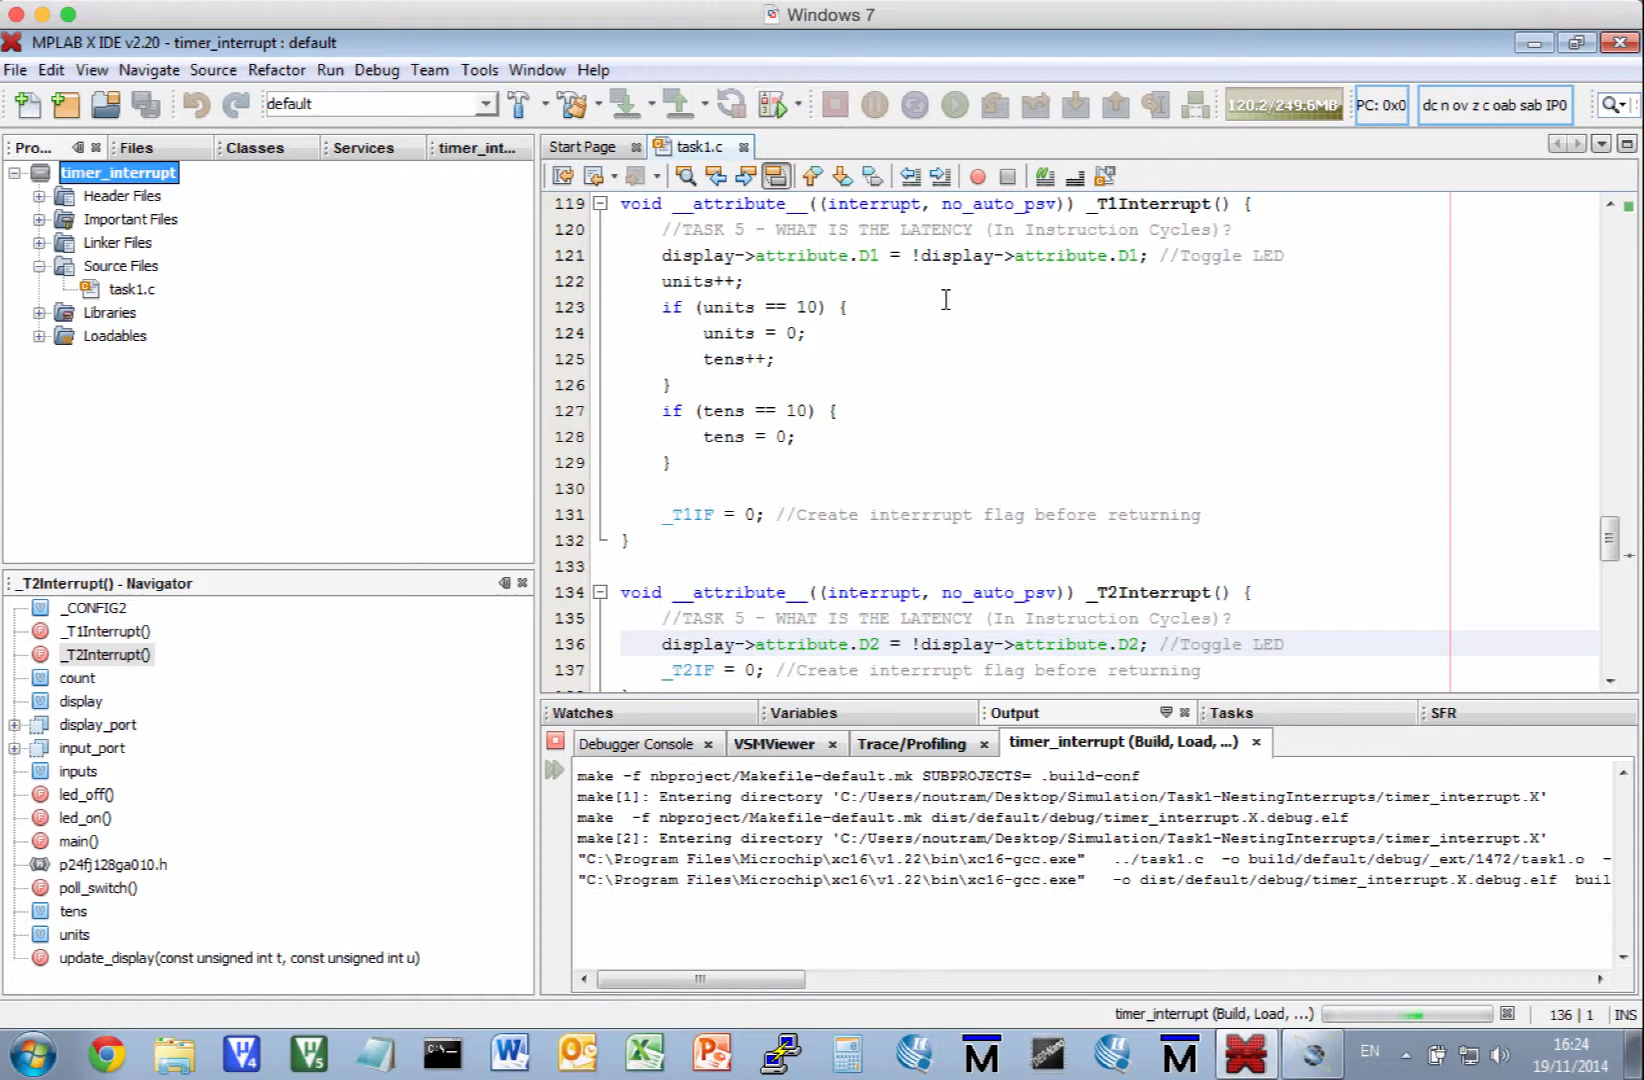 Windows 7
MPLAB X IDE v2.20 - timer_interrupt : default
File Edit View Navigate Source Refactor Run Debug Team Tools Window Help
default
120.2/249.6MB
PC: 0x0
dc n ov z c oab sab IP0
Pro...
Files
Classes
Services
timer_int...
Start Page
task1.c
timer_interrupt
Header Files
Important Files
Linker Files
Source Files
task1.c
Libraries
Loadables
119 void __attribute__((interrupt, no_auto_psv)) _T1Interrupt() {
120 //TASK 5 - WHAT IS THE LATENCY (In Instruction Cycles)?
121 display->attribute.D1 = !display->attribute.D1; //Toggle LED
122 units++;
123 if (units == 10) {
124 units = 0;
125 tens++;
126 }
127 if (tens == 10) {
128 tens = 0;
129 }
130
131 _T1IF = 0; //Create interrrupt flag before returning
132 }
133
134 void __attribute__((interrupt, no_auto_psv)) _T2Interrupt() {
135 //TASK 5 - WHAT IS THE LATENCY (In Instruction Cycles)?
136 display->attribute.D2 = !display->attribute.D2; //Toggle LED
137 _T2IF = 0; //Create interrrupt flag before returning
_T2Interrupt() - Navigator
_CONFIG2
_T1Interrupt()
_T2Interrupt()
count
display
display_port
input_port
inputs
led_off()
led_on()
main()
p24fj128ga010.h
poll_switch()
tens
units
update_display(const unsigned int t, const unsigned int u)
Watches
Variables
Output
Tasks
SFR
Debugger Console
VSMViewer
Trace/Profiling
timer_interrupt (Build, Load, ...)
make -f nbproject/Makefile-default.mk SUBPROJECTS= .build-conf
make[1]: Entering directory 'C:/Users/noutram/Desktop/Simulation/Task1-NestingInterrupts/timer_interrupt.X'
make -f nbproject/Makefile-default.mk dist/default/debug/timer_interrupt.X.debug.elf
make[2]: Entering directory 'C:/Users/noutram/Desktop/Simulation/Task1-NestingInterrupts/timer_interrupt.X'
"C:\Program Files\Microchip\xc16\v1.22\bin\xc16-gcc.exe" ../task1.c -o build/default/debug/_ext/1472/task1.o -
"C:\Program Files\Microchip\xc16\v1.22\bin\xc16-gcc.exe" -o dist/default/debug/timer_interrupt.X.debug.elf buil
timer_interrupt (Build, Load, ...)
136 | 1
INS
EN
16:24
19/11/2014